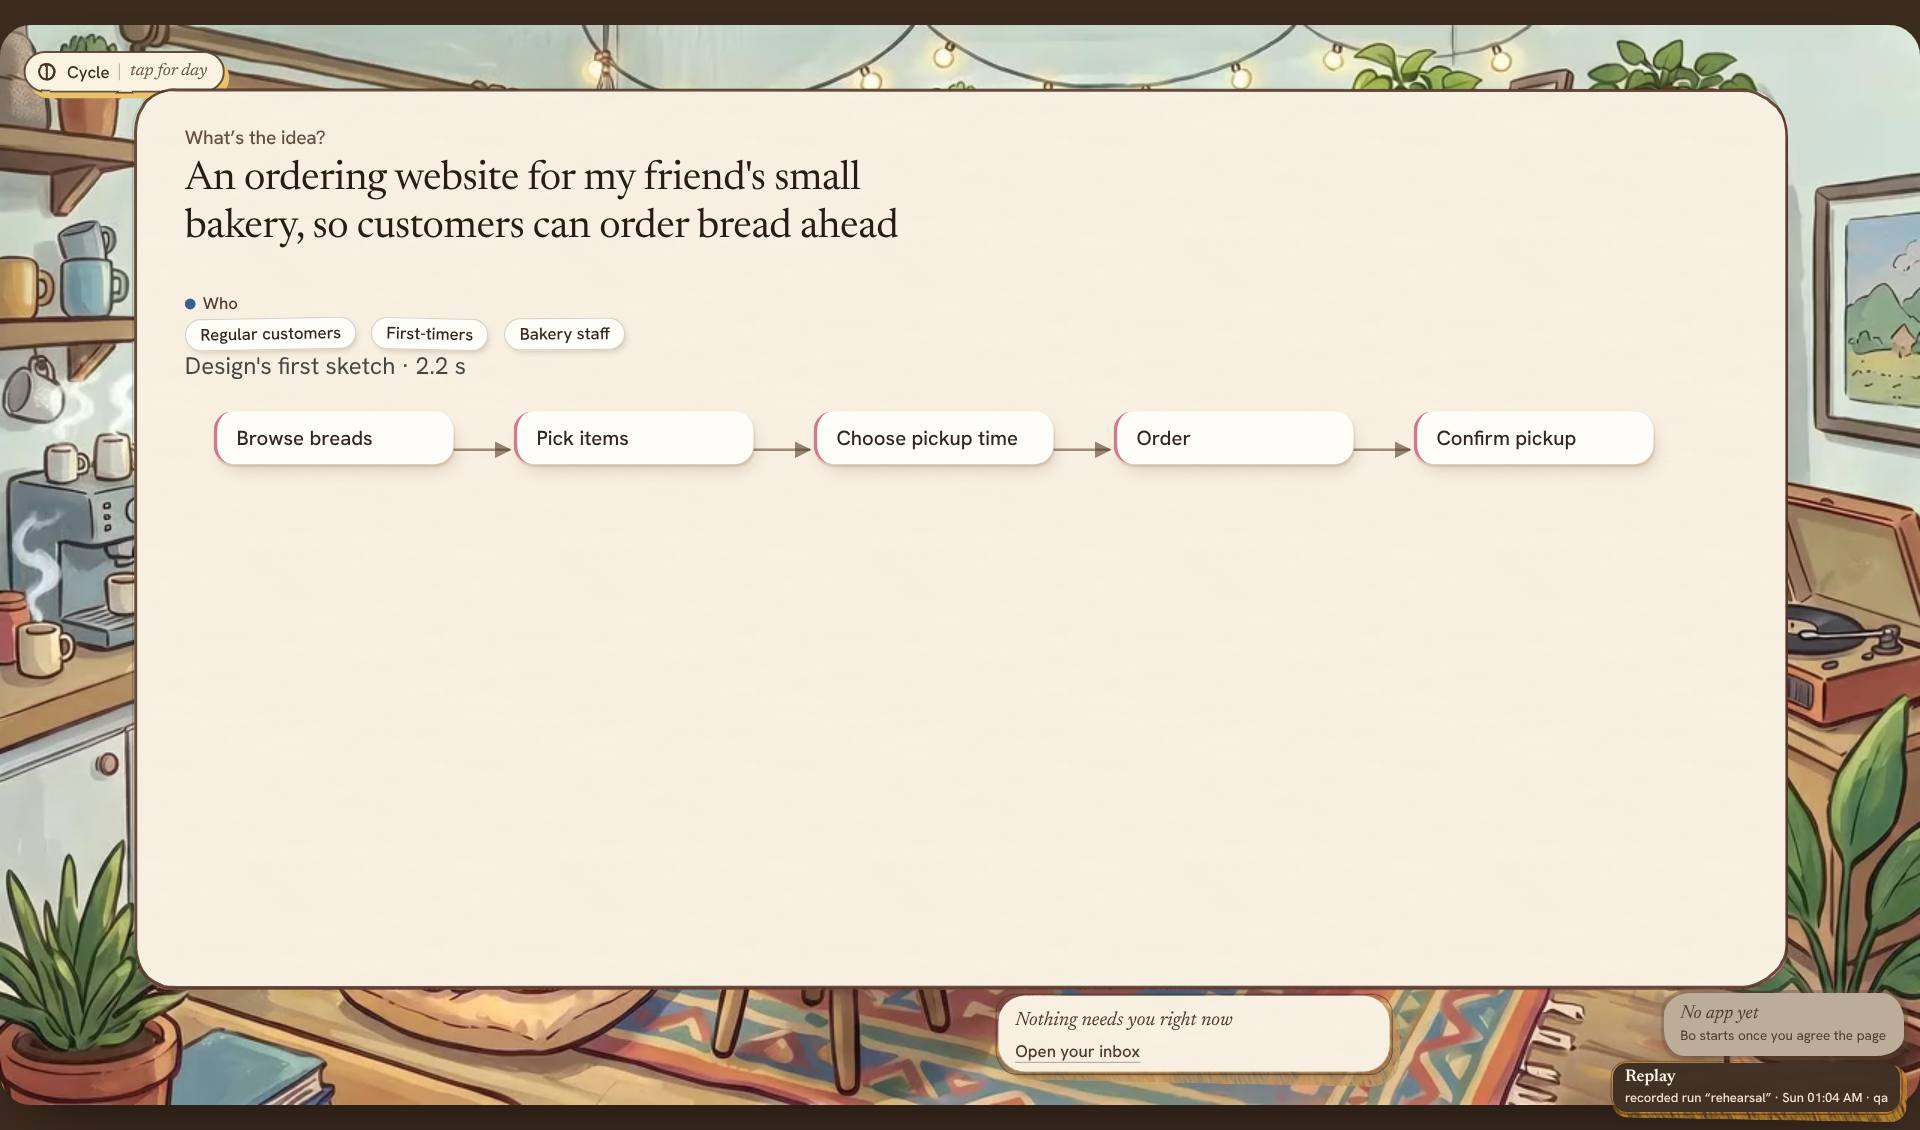 Cycle tap for day
What’s the idea?
An ordering website for my friend's small
bakery, so customers can order bread ahead
Who
Regular customers First-timers Bakery staff
Design's first sketch · 2.2 s
Browse breads Pick items Choose pickup time Order Confirm pickup
Nothing needs you right now
Open your inbox
No app yet
Bo starts once you agree the page
Replay
recorded run “rehearsal” · Sun 01:04 AM · qa